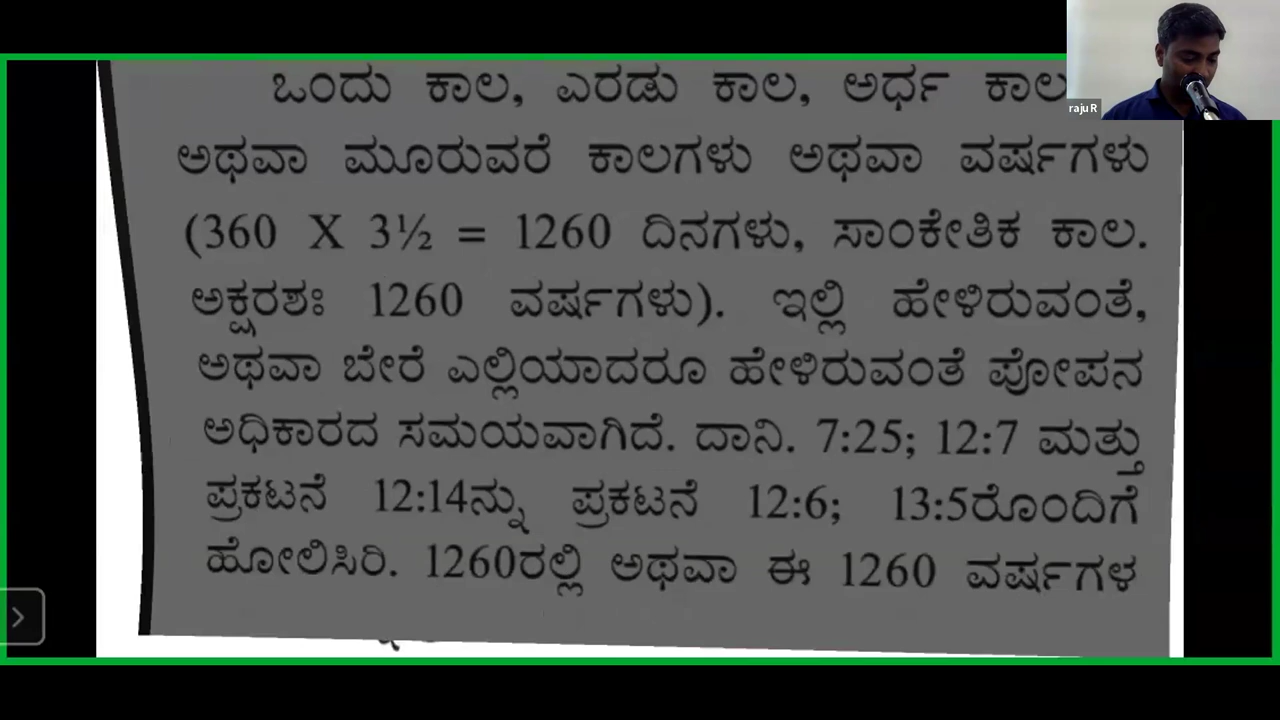 ಒಂದು ಕಾಲ, ಎರಡು ಕಾಲ, ಅರ್ಧ ಕಾಲ
raju R
ಅಥವಾ ಮೂರುವರೆ ಕಾಲಗಳು ಅಥವಾ ವರ್ಷಗಳು
(360 X 3½ = 1260 ದಿನಗಳು, ಸಾಂಕೇತಿಕ ಕಾಲ.
ಅಕ್ಷರಶಃ 1260 ವರ್ಷಗಳು). ಇಲ್ಲಿ ಹೇಳಿರುವಂತೆ,
ಅಥವಾ ಬೇರೆ ಎಲ್ಲಿಯಾದರೂ ಹೇಳಿರುವಂತೆ ಪೋಪನ
ಅಧಿಕಾರದ ಸಮಯವಾಗಿದೆ. ದಾನಿ. 7:25; 12:7 ಮತ್ತು
ಪ್ರಕಟನೆ 12:14ನ್ನು ಪ್ರಕಟನೆ 12:6; 13:5ರೊಂದಿಗೆ
ಹೋಲಿಸಿರಿ. 1260ರಲ್ಲಿ ಅಥವಾ ಈ 1260 ವರ್ಷಗಳ